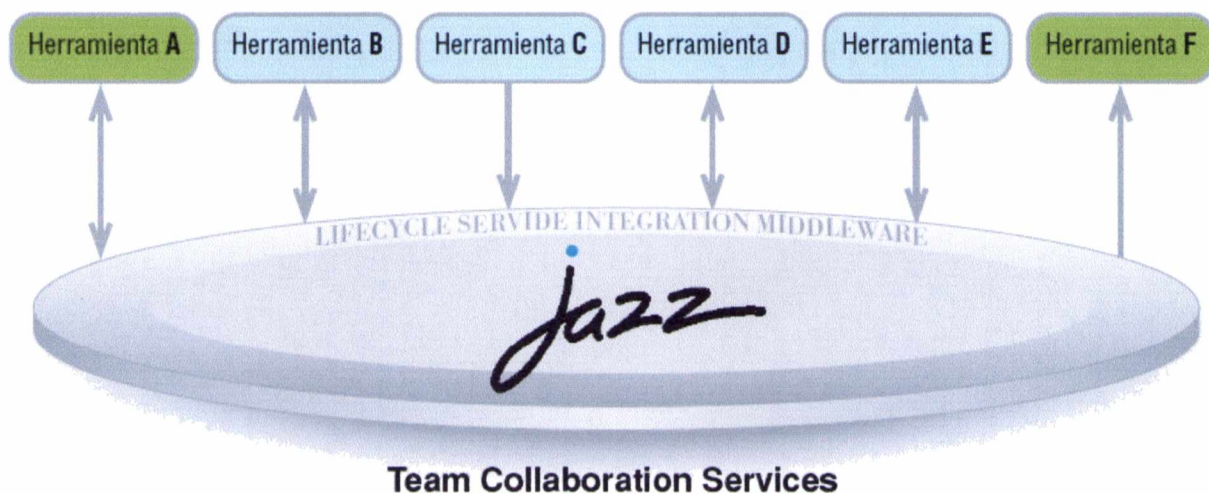 Herramienta A
Herramienta B
Herramienta C
Herramienta D
Herramienta E
Herramienta F
LIFECYCLE SERVIDE INTEGRATION MIDDLEWARE
jazz
Team Collaboration Services